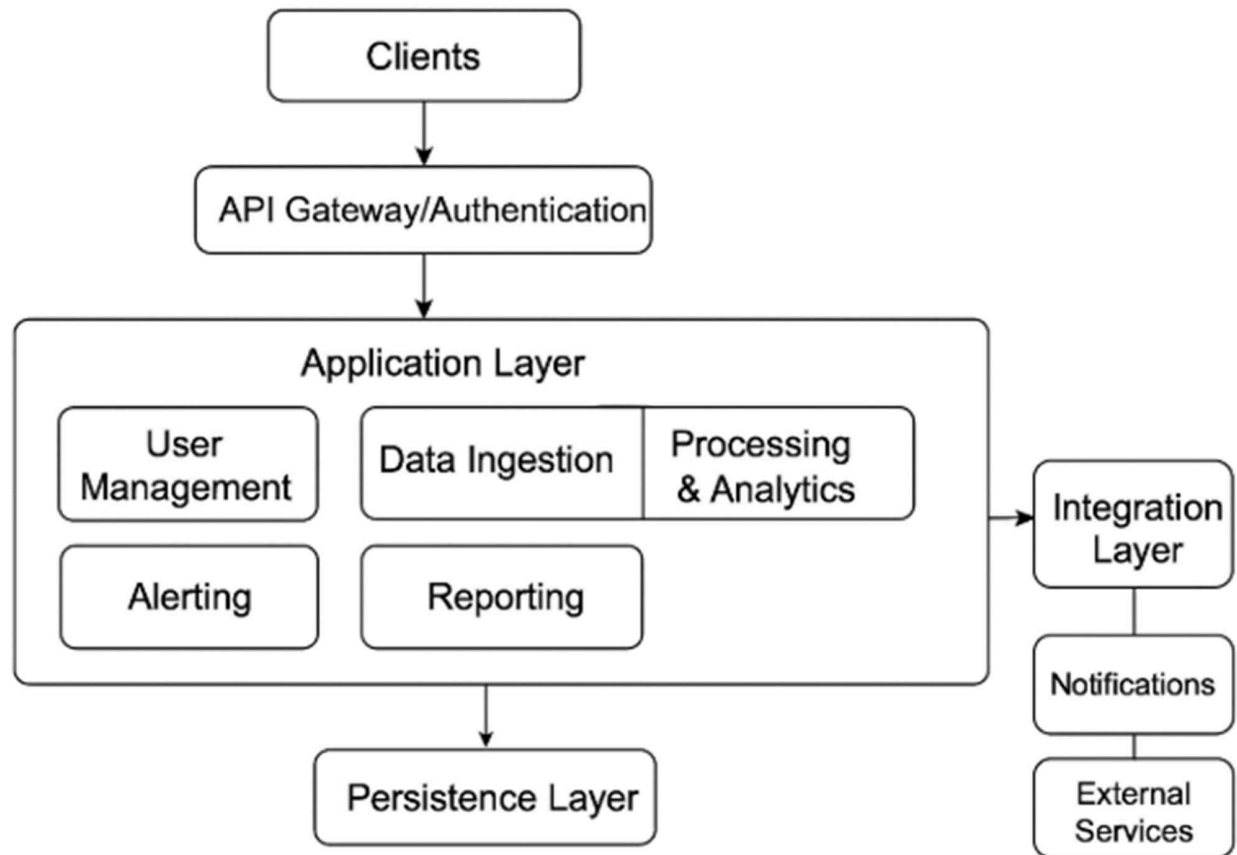 Clients
API Gateway/Authentication
Application Layer
User
Management
Data Ingestion
Processing
& Analytics
Alerting
Reporting
Integration
Layer
Notifications
External
Services
Persistence Layer